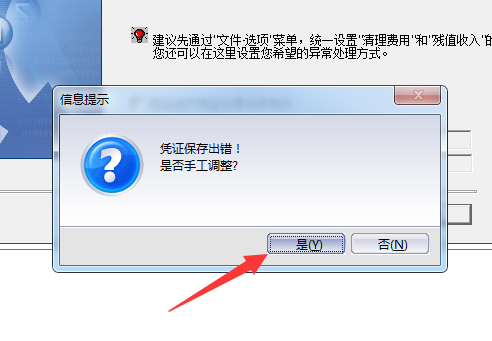 建议先通过"文件-选项"菜单，统一设置"清理费用"和"残值收入"的
您还可以在这里设置您希望的异常处理方式。
信息提示
凭证保存出错！
是否手工调整?
是(Y)
否(N)